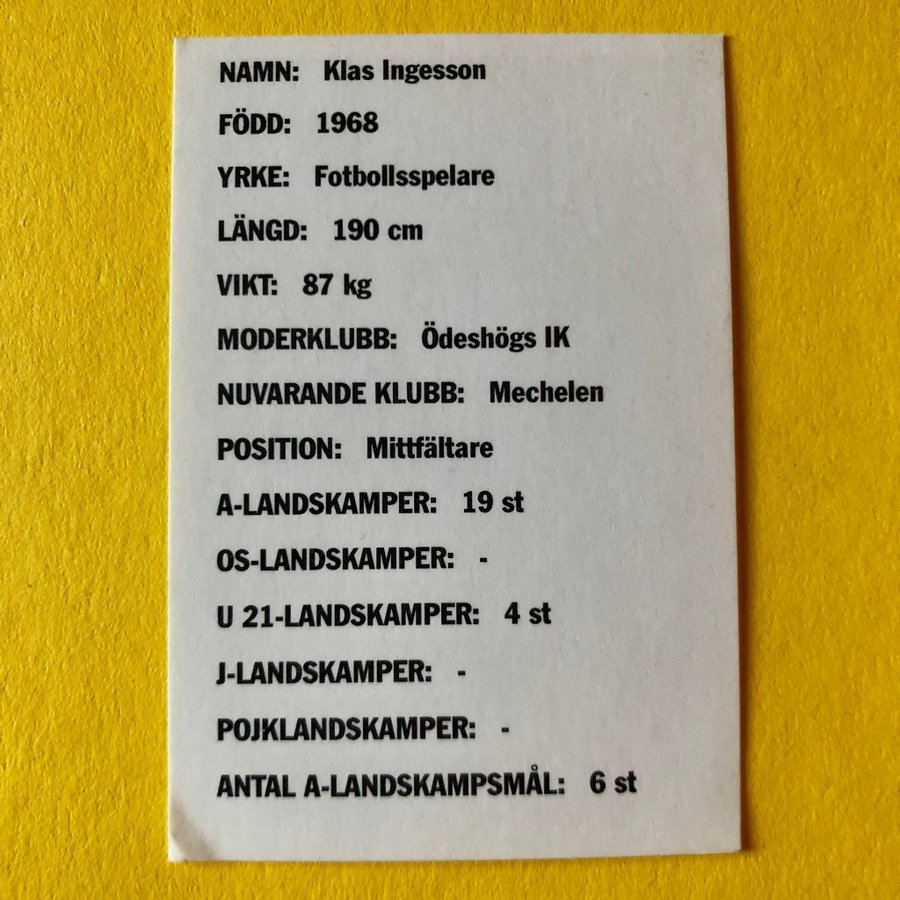 NAMN: Klas Ingesson
FÖDD: 1968
YRKE: Fotbollsspelare
LÄNGD: 190 cm
VIKT: 87 kg
MODERKLUBB: Ödeshögs IK
NUVARANDE KLUBB: Mechelen
POSITION: Mittfältare
A-LANDSKAMPER: 19 st
OS-LANDSKAMPER: -
U 21-LANDSKAMPER: 4 st
J-LANDSKAMPER: -
POJKLANDSKAMPER: -
ANTAL A-LANDSKAMPSMÅL: 6 st